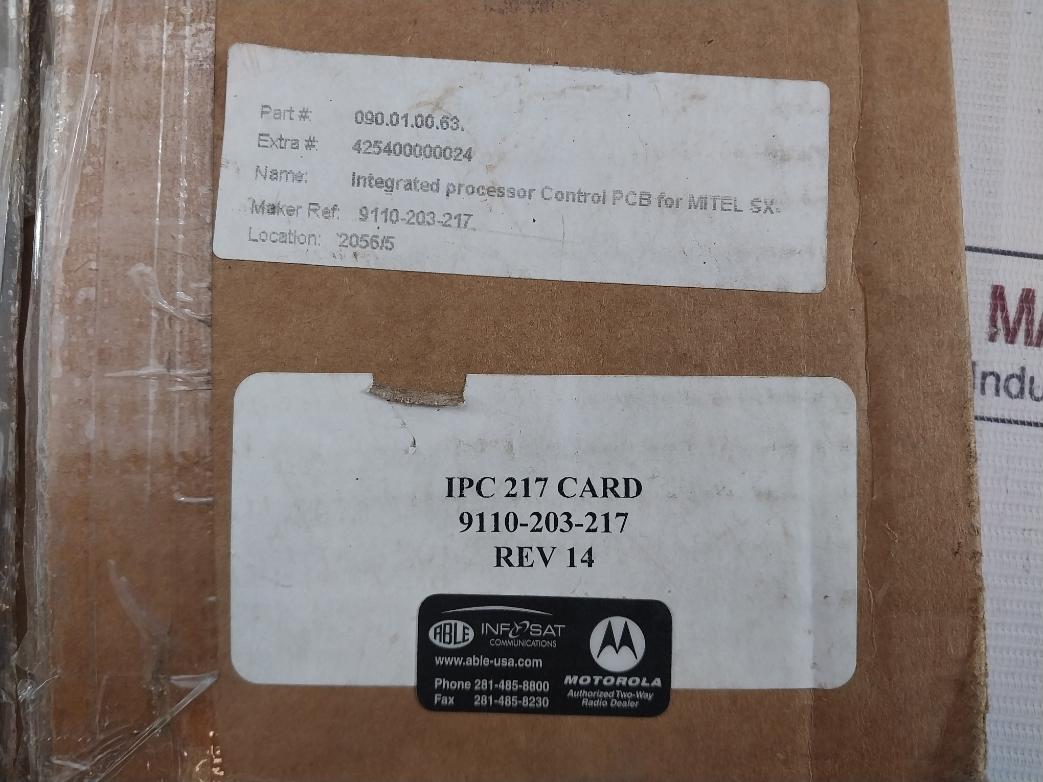 Part #: 090.01.00.63.
Extra #: 425400000024
Name: Integrated processor Control PCB for MITEL SX-
Maker Ref: 9110-203-217
Location: 2056/5
MA
Indu
IPC 217 CARD
9110-203-217
REV 14
ABLE INFOSAT
COMMUNICATIONS
www.able-usa.com
Phone 281-485-8800
Fax 281-485-8230
MOTOROLA
Authorized Two-Way
Radio Dealer